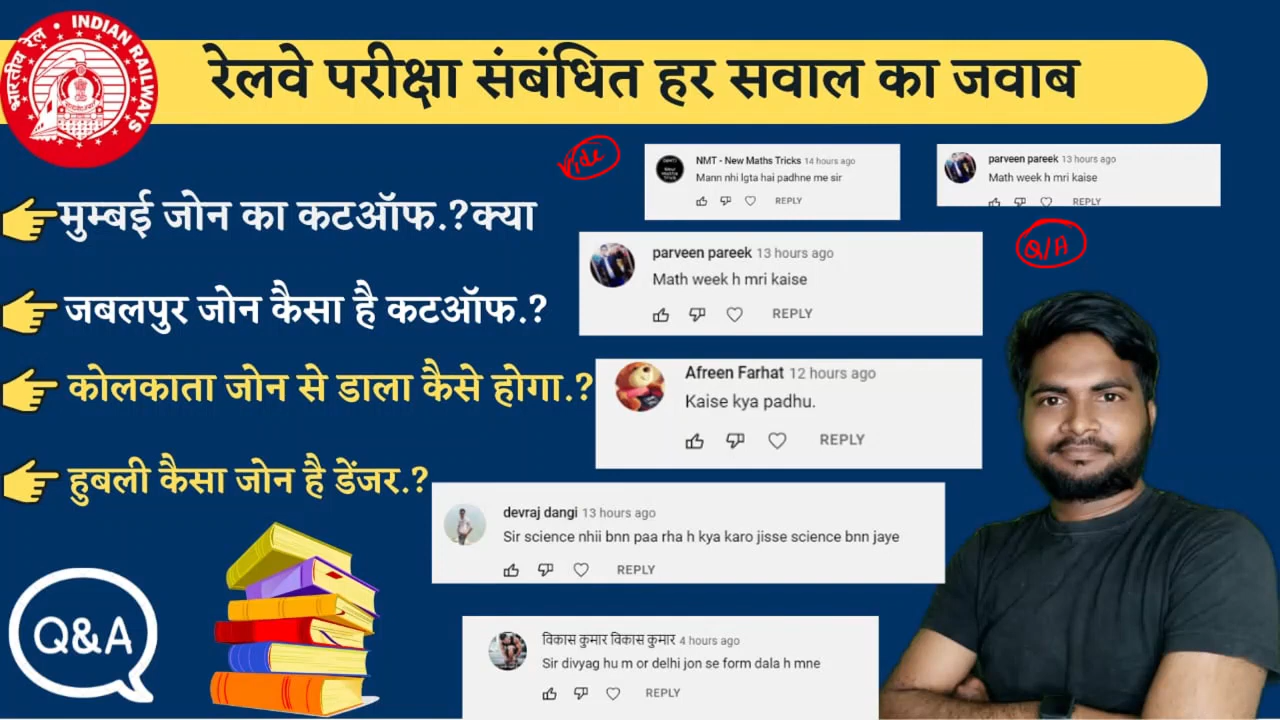 भारतीय रेल • INDIAN RAILWAYS
रेलवे परीक्षा संबंधित हर सवाल का जवाब
मुम्बई जोन का कटऑफ.?क्या
जबलपुर जोन कैसा है कटऑफ.?
कोलकाता जोन से डाला कैसे होगा.?
हुबली कैसा जोन है डेंजर.?
Q&A
NMT - New Maths Tricks 14 hours ago
Mann nhi lgta hai padhne me sir
REPLY
parveen pareek 13 hours ago
Math week h mri kaise
REPLY
Q/A
parveen pareek 13 hours ago
Math week h mri kaise
REPLY
Afreen Farhat 12 hours ago
Kaise kya padhu.
REPLY
devraj dangi 13 hours ago
Sir science nhii bnn paa rha h kya karo jisse science bnn jaye
REPLY
विकास कुमार विकास कुमार 4 hours ago
Sir divyag hu m or delhi jon se form dala h mne
REPLY